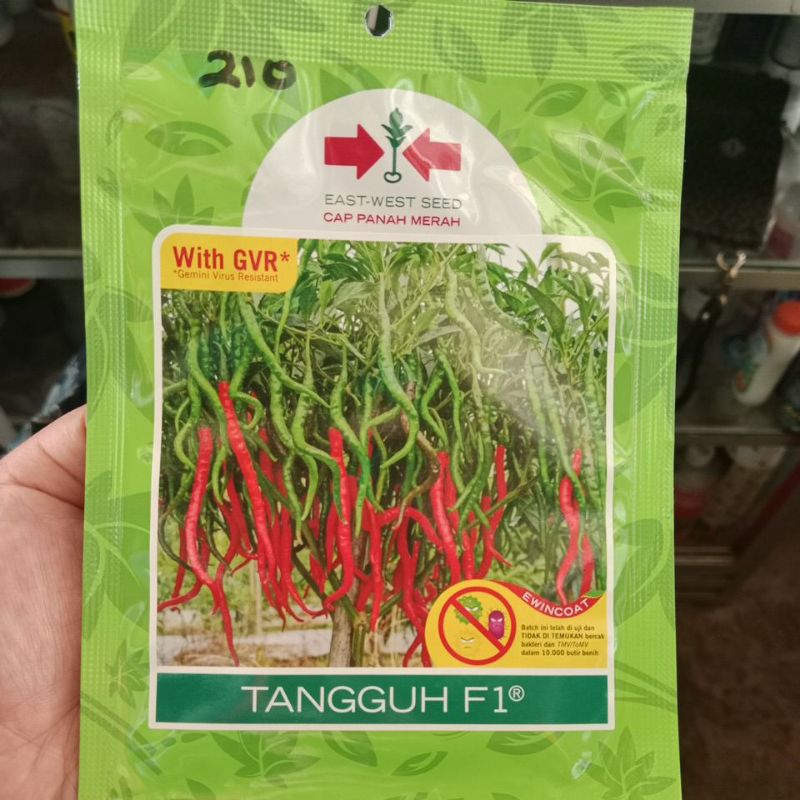 210
EAST-WEST SEED
CAP PANAH MERAH
With GVR*
*Gemini Virus Resistant
EWINCOAT
Batch ini telah di uji dan
TIDAK DI TEMUKAN bercak
bakteri dan TMV/ToMV
dalam 10.000 butir benih
TANGGUH F1®